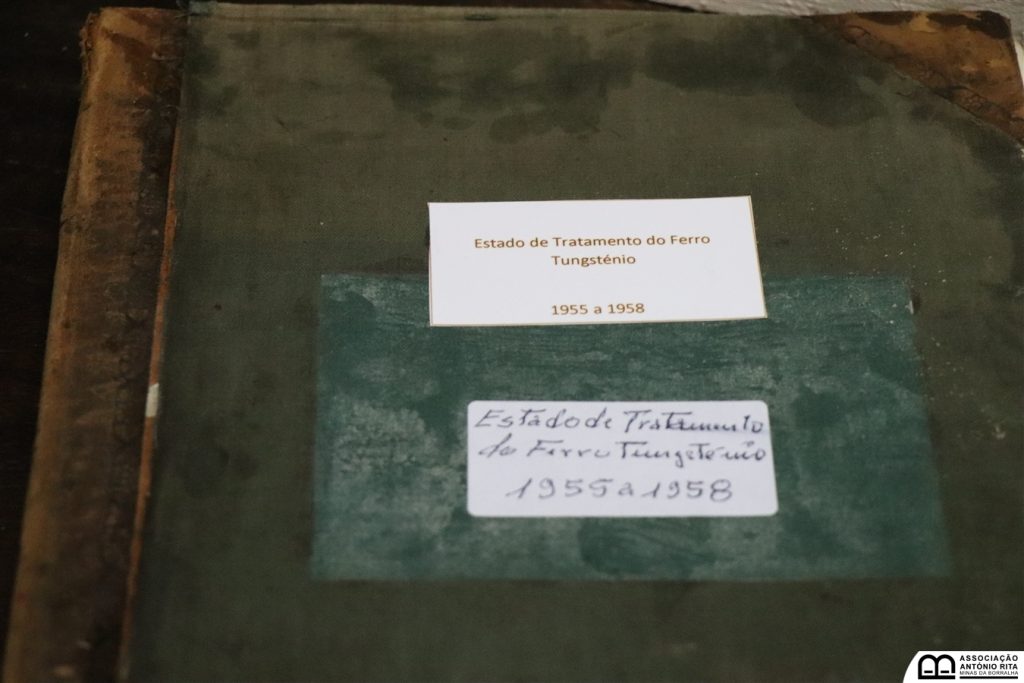 Estado de Tratamento do Ferro
Tungsténio
1955 a 1958
Estado de Tratamento
do Ferro Tungsténio
1955 a 1958
ASSOCIAÇÃO
ANTÓNIO RITA
MINAS DA BORRALHA